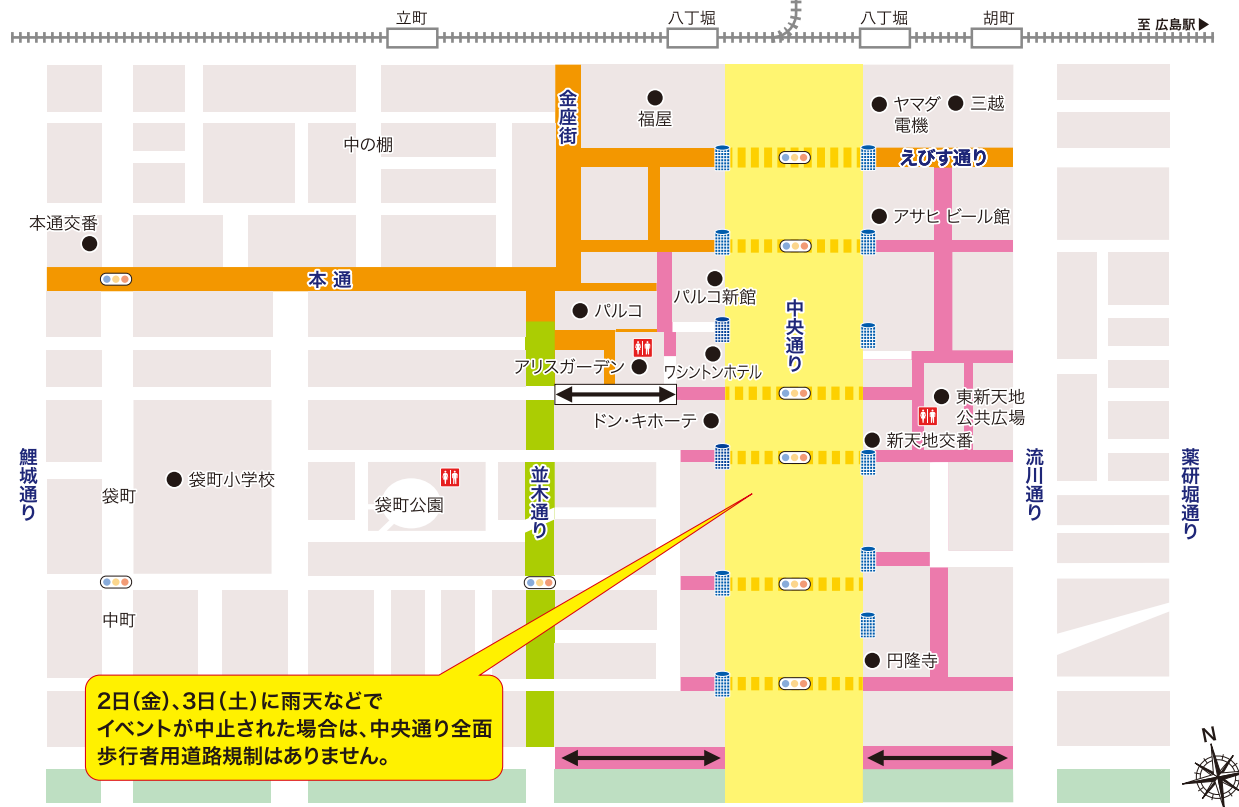 立町
八丁堀
八丁堀
胡町
至 広島駅▶
金座街
福屋
ヤマダ
電機
三越
中の棚
えびす通り
本通交番
アサヒ ビール館
本通
パルコ
パルコ新館
中央通り
アリスガーデン
ワシントンホテル
東新天地
公共広場
ドン・キホーテ
新天地交番
鯉城通り
袋町
袋町小学校
袋町公園
並木通り
流川通り
薬研堀通り
中町
円隆寺
2日(金)、3日(土)に雨天などで
イベントが中止された場合は、中央通り全面
歩行者用道路規制はありません。
N